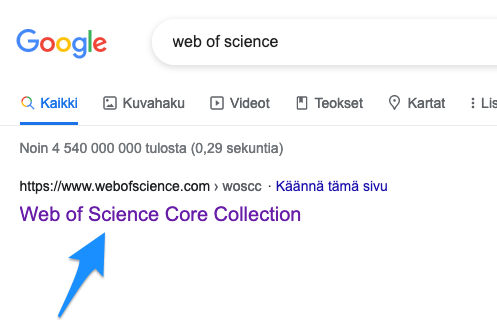 Google
web of science
Kaikki Kuvahaku Videot Teokset Kartat Lis
Noin 4 540 000 000 tulosta (0,29 sekuntia)
https://www.webofscience.com › woscc · Käännä tämä sivu
Web of Science Core Collection